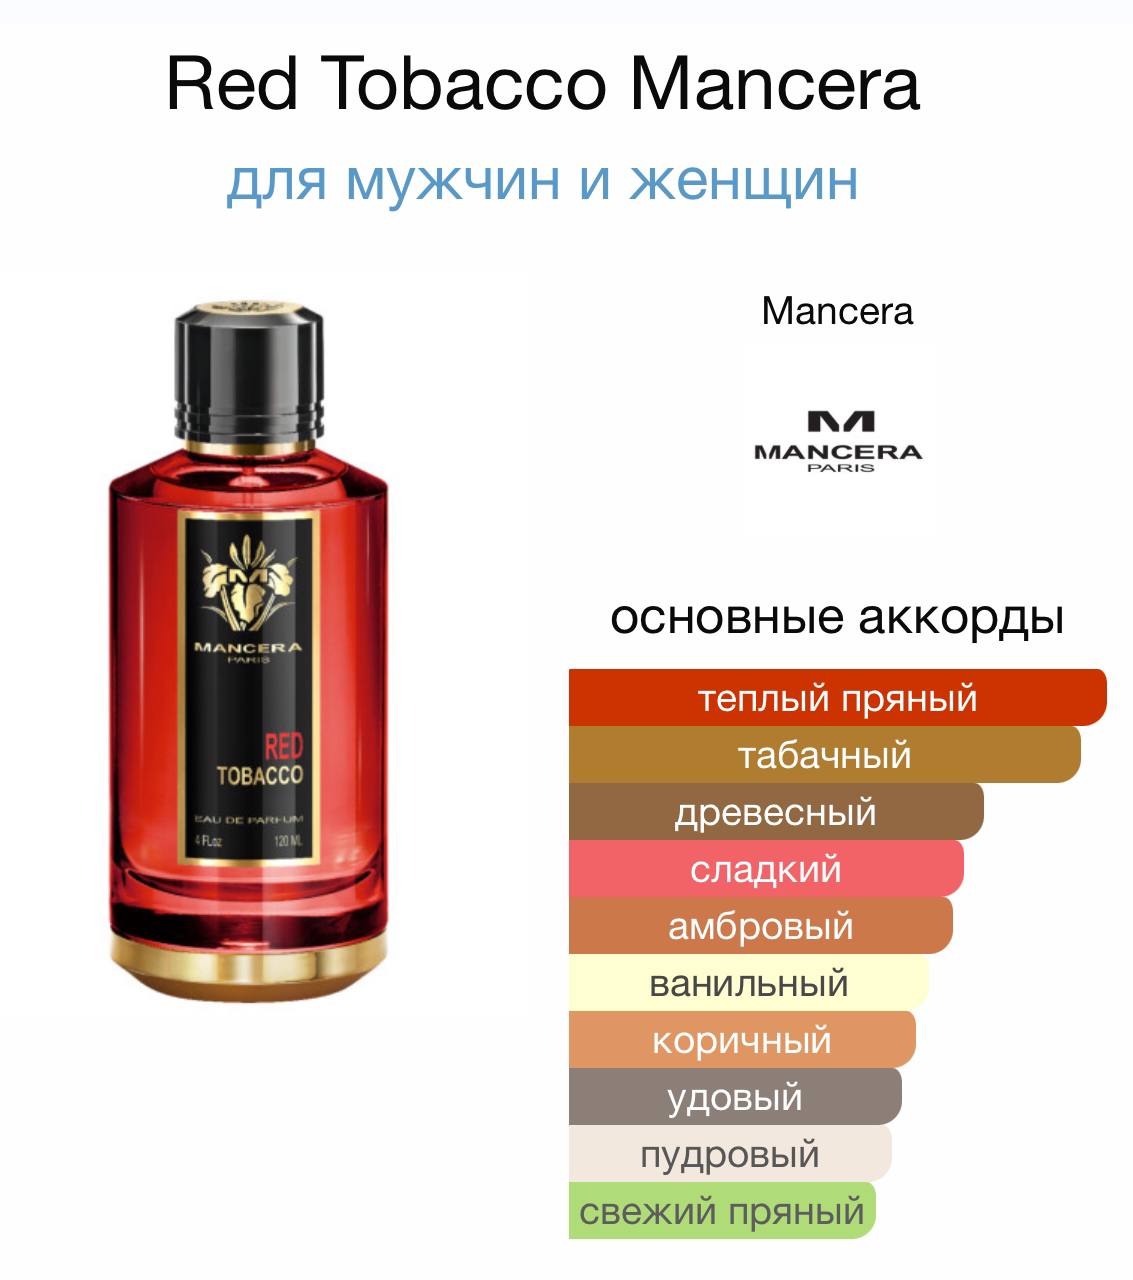 Red Tobacco Mancera
для мужчин и женщин
Mancera
M
MANCERA
PARIS
M
MANCERA
PARIS
RED
TOBACCO
EAU DE PARFUM
4 Fl.oz 120 ML
основные аккорды
теплый пряный
табачный
древесный
сладкий
амбровый
ванильный
коричный
удовый
пудровый
свежий пряный